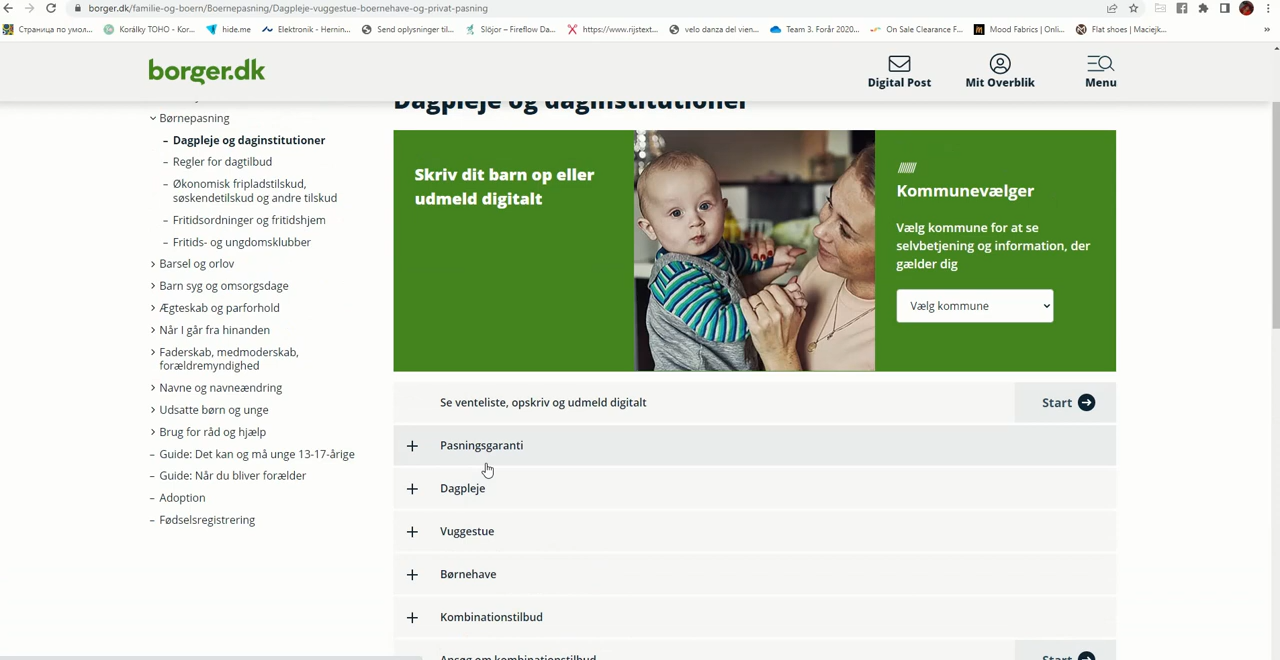 borger.dk/familie-og-boern/Boernepasning/Dagpleje-vuggestue-boernehave-og-privat-pasning
Страница по умол...
Korálky TOHO - Kor...
hide.me
Elektronik - Hernin...
Send oplysninger til...
Slöjor – Fireflow Da...
https://www.rijstext...
velo danza del vien...
Team 3. Forår 2020...
On Sale Clearance F...
Mood Fabrics | Onli...
Flat shoes | Maciejk...
»
borger.dk
Digital Post
Mit Overblik
Menu
Dagpleje og daginstitutioner
Børnepasning
– Dagpleje og daginstitutioner
– Regler for dagtilbud
– Økonomisk fripladstilskud,
søskendetilskud og andre tilskud
– Fritidsordninger og fritidshjem
– Fritids- og ungdomsklubber
Barsel og orlov
Barn syg og omsorgsdage
Ægteskab og parforhold
Når I går fra hinanden
Faderskab, medmoderskab,
forældremyndighed
Navne og navneændring
Udsatte børn og unge
Brug for råd og hjælp
– Guide: Det kan og må unge 13-17-årige
– Guide: Når du bliver forælder
– Adoption
– Fødselsregistrering
Skriv dit barn op eller
udmeld digitalt
Kommunevælger
Vælg kommune for at se
selvbetjening og information, der
gælder dig
Vælg kommune
Se venteliste, opskriv og udmeld digitalt
Start
Pasningsgaranti
Dagpleje
Vuggestue
Børnehave
Kombinationstilbud
Ansøg om kombinationstilbud
Start